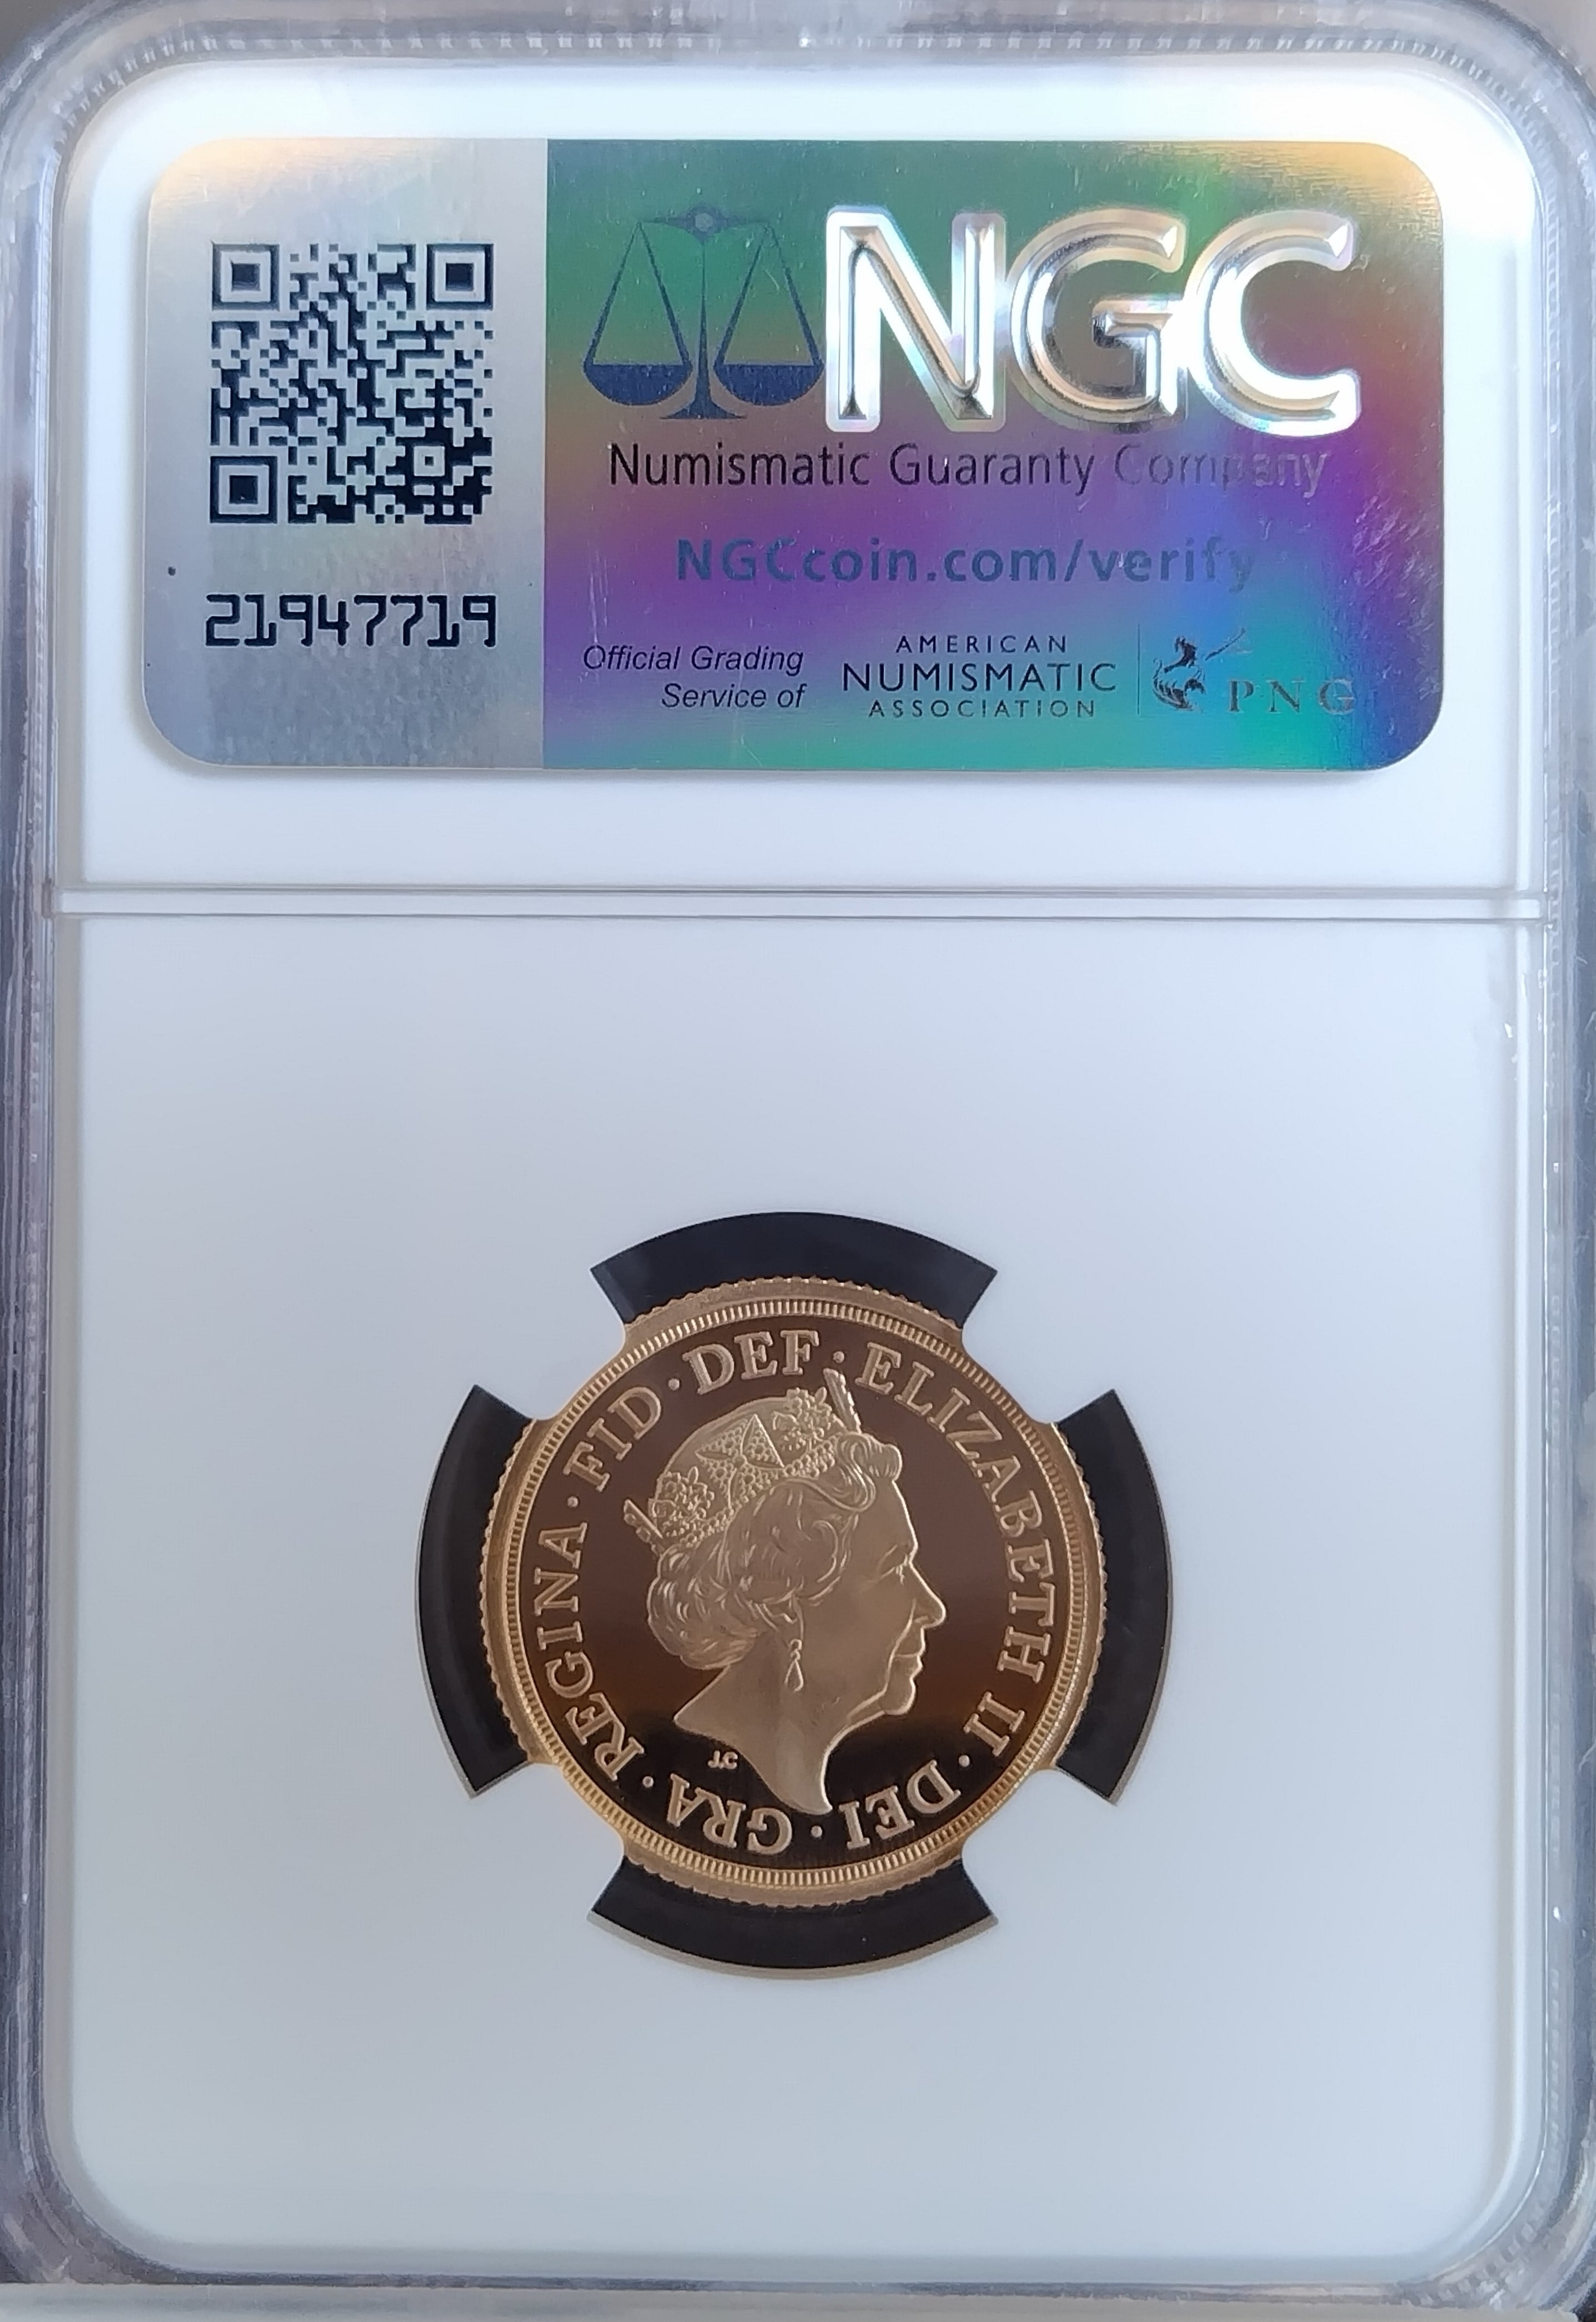 NGC
Numismatic Guaranty Company
NGCcoin.com/verify
21947719
Official Grading
Service of
AMERICAN
NUMISMATIC
ASSOCIATION
PNG
ELIZABETH II · DEI · GRA · REGINA · FID · DEF ·
JC